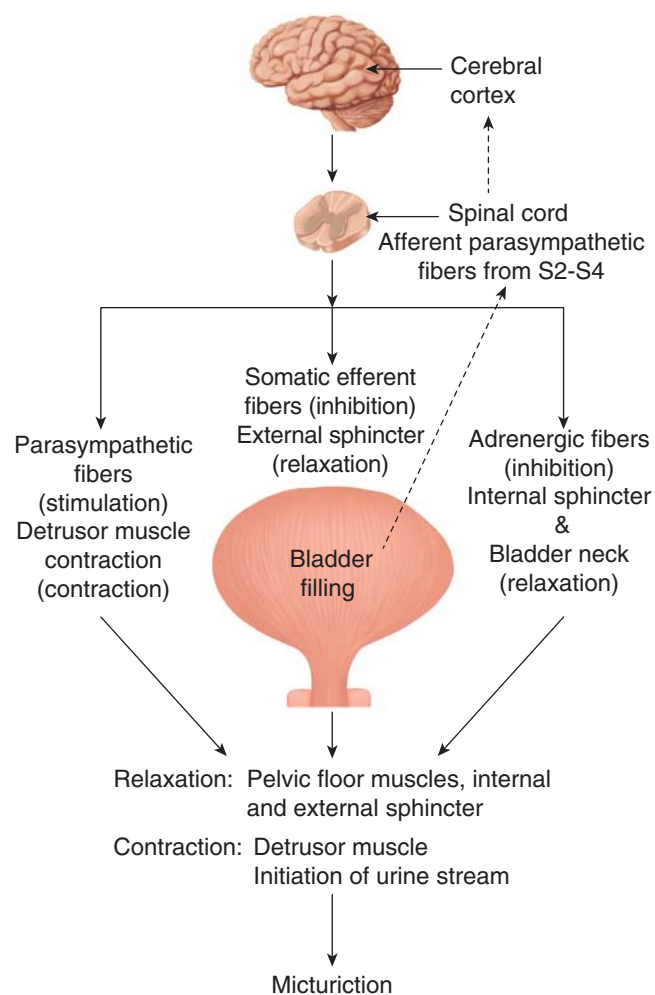 Cerebral
cortex
Spinal cord
Afferent parasympathetic
fibers from S2-S4
Parasympathetic
fibers
(stimulation)
Detrusor muscle
contraction
(contraction)
Somatic efferent
fibers (inhibition)
External sphincter
(relaxation)
Adrenergic fibers
(inhibition)
Internal sphincter
&
Bladder neck
(relaxation)
Bladder
filling
Relaxation: Pelvic floor muscles, internal
and external sphincter
Contraction: Detrusor muscle
Initiation of urine stream
Micturiction